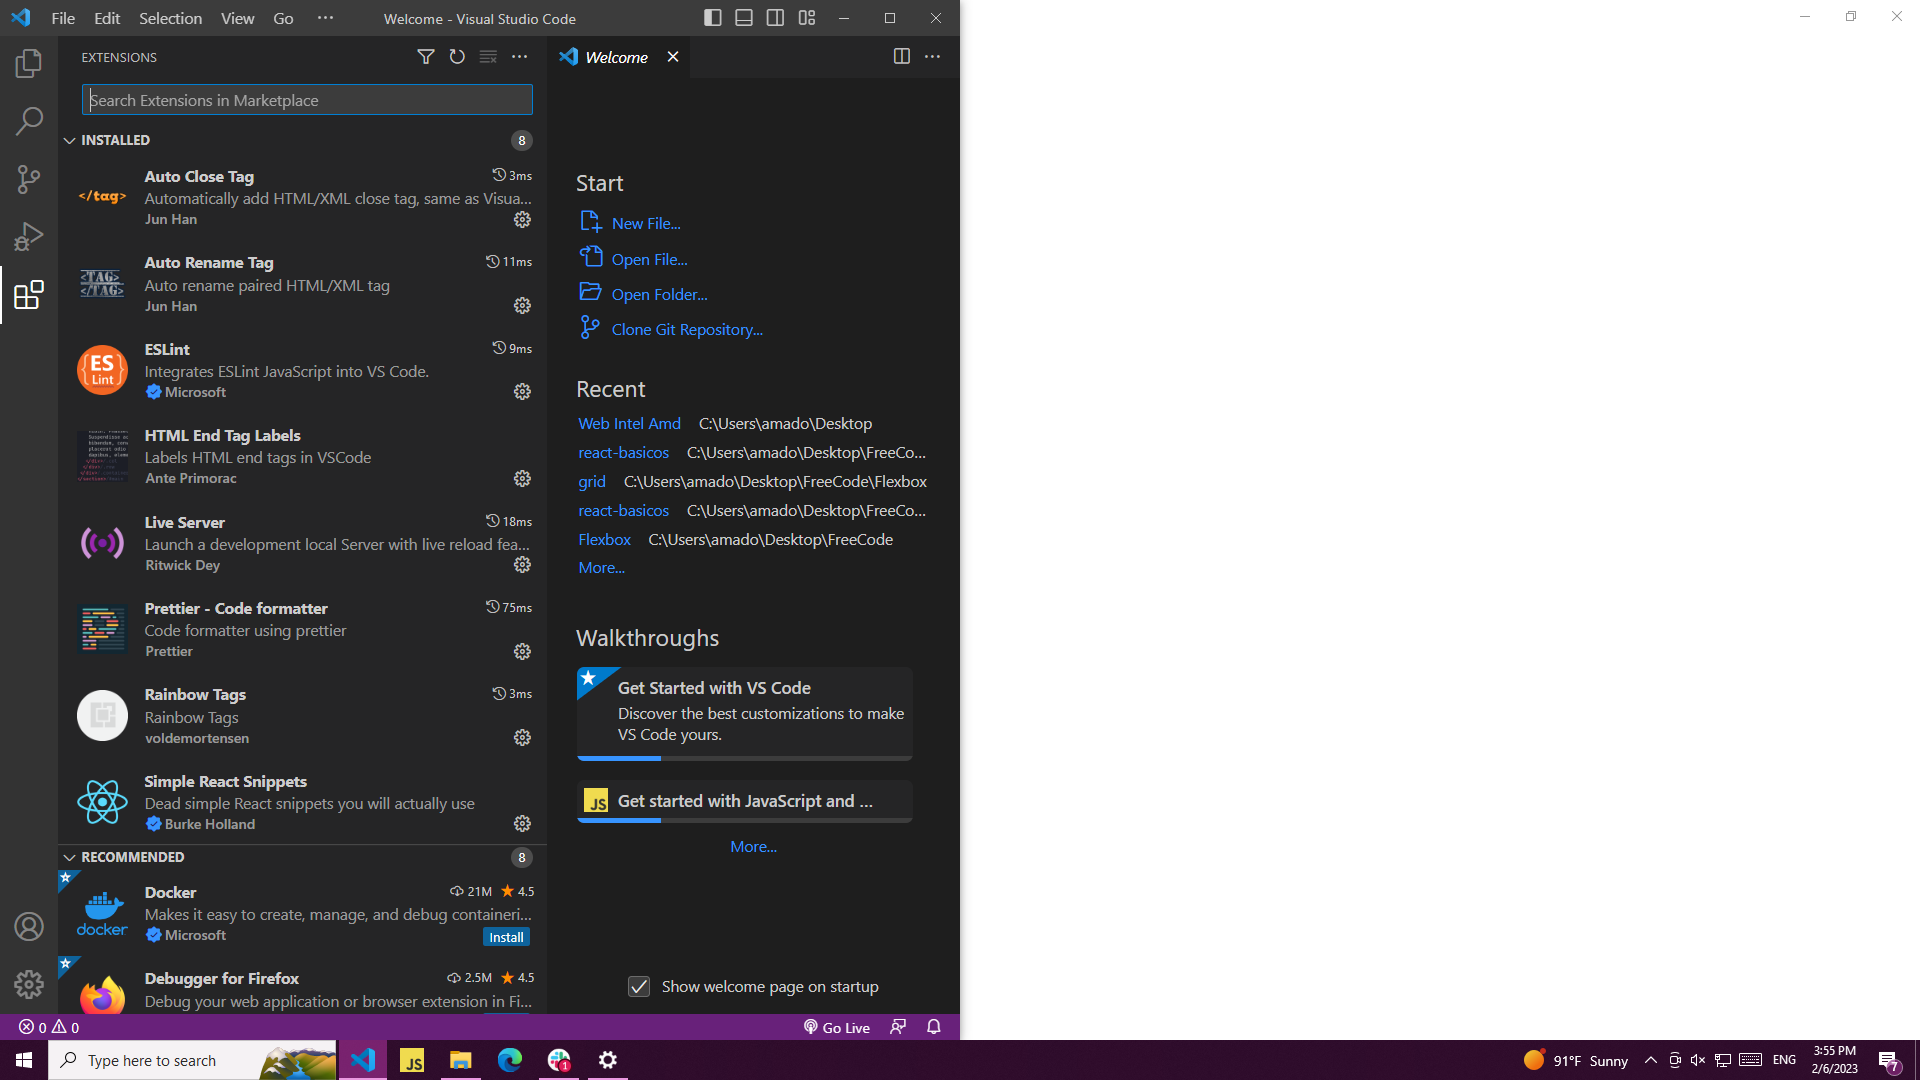 File Edit Selection View Go ··· Welcome - Visual Studio Code
EXTENSIONS
Welcome
Search Extensions in Marketplace
INSTALLED 8
</tag>
Auto Close Tag 3ms
Automatically add HTML/XML close tag, same as Visua...
Jun Han
<TAG>
</TAG>
Auto Rename Tag 11ms
Auto rename paired HTML/XML tag
Jun Han
ES
Lint
ESLint 9ms
Integrates ESLint JavaScript into VS Code.
Microsoft
HTML End Tag Labels
Labels HTML end tags in VSCode
Ante Primorac
Live Server 18ms
Launch a development local Server with live reload fea...
Ritwick Dey
Prettier - Code formatter 75ms
Code formatter using prettier
Prettier
Rainbow Tags 3ms
Rainbow Tags
voldemortensen
Simple React Snippets
Dead simple React snippets you will actually use
Burke Holland
RECOMMENDED 8
docker
Docker 21M 4.5
Makes it easy to create, manage, and debug containeri...
Microsoft
Install
Debugger for Firefox 2.5M 4.5
Debug your web application or browser extension in Fi...
Start
New File...
Open File...
Open Folder...
Clone Git Repository...
Recent
Web Intel Amd C:\Users\amado\Desktop
react-basicos C:\Users\amado\Desktop\FreeCo...
grid C:\Users\amado\Desktop\FreeCode\Flexbox
react-basicos C:\Users\amado\Desktop\FreeCo...
Flexbox C:\Users\amado\Desktop\FreeCode
More...
Walkthroughs
Get Started with VS Code
Discover the best customizations to make
VS Code yours.
JS Get started with JavaScript and ...
More...
Show welcome page on startup
0 0
Go Live
Type here to search
JS
1
91°F Sunny
ENG
3:55 PM
2/6/2023
7